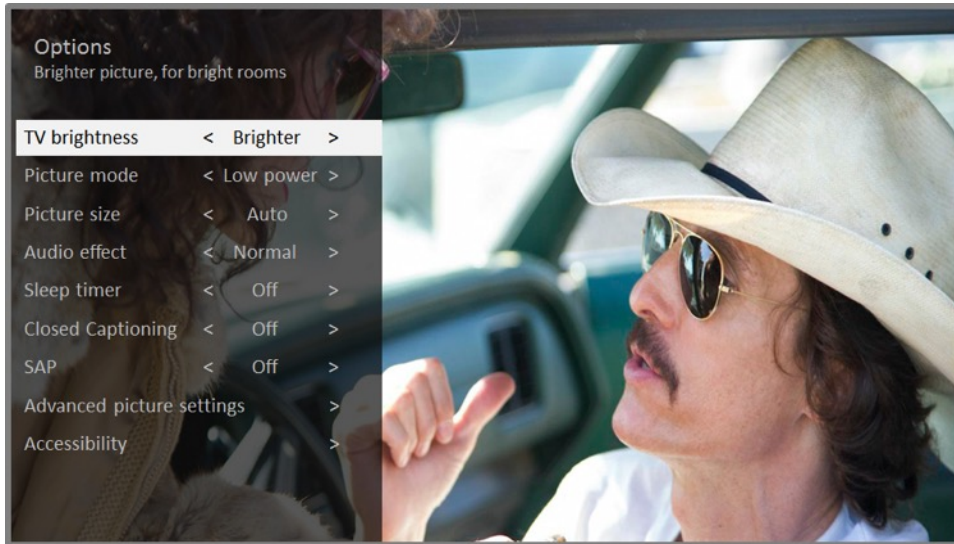 Options
Brighter picture, for bright rooms
TV brightness < Brighter >
Picture mode < Low power >
Picture size < Auto >
Audio effect < Normal >
Sleep timer < Off >
Closed Captioning < Off >
SAP < Off >
Advanced picture settings >
Accessibility >